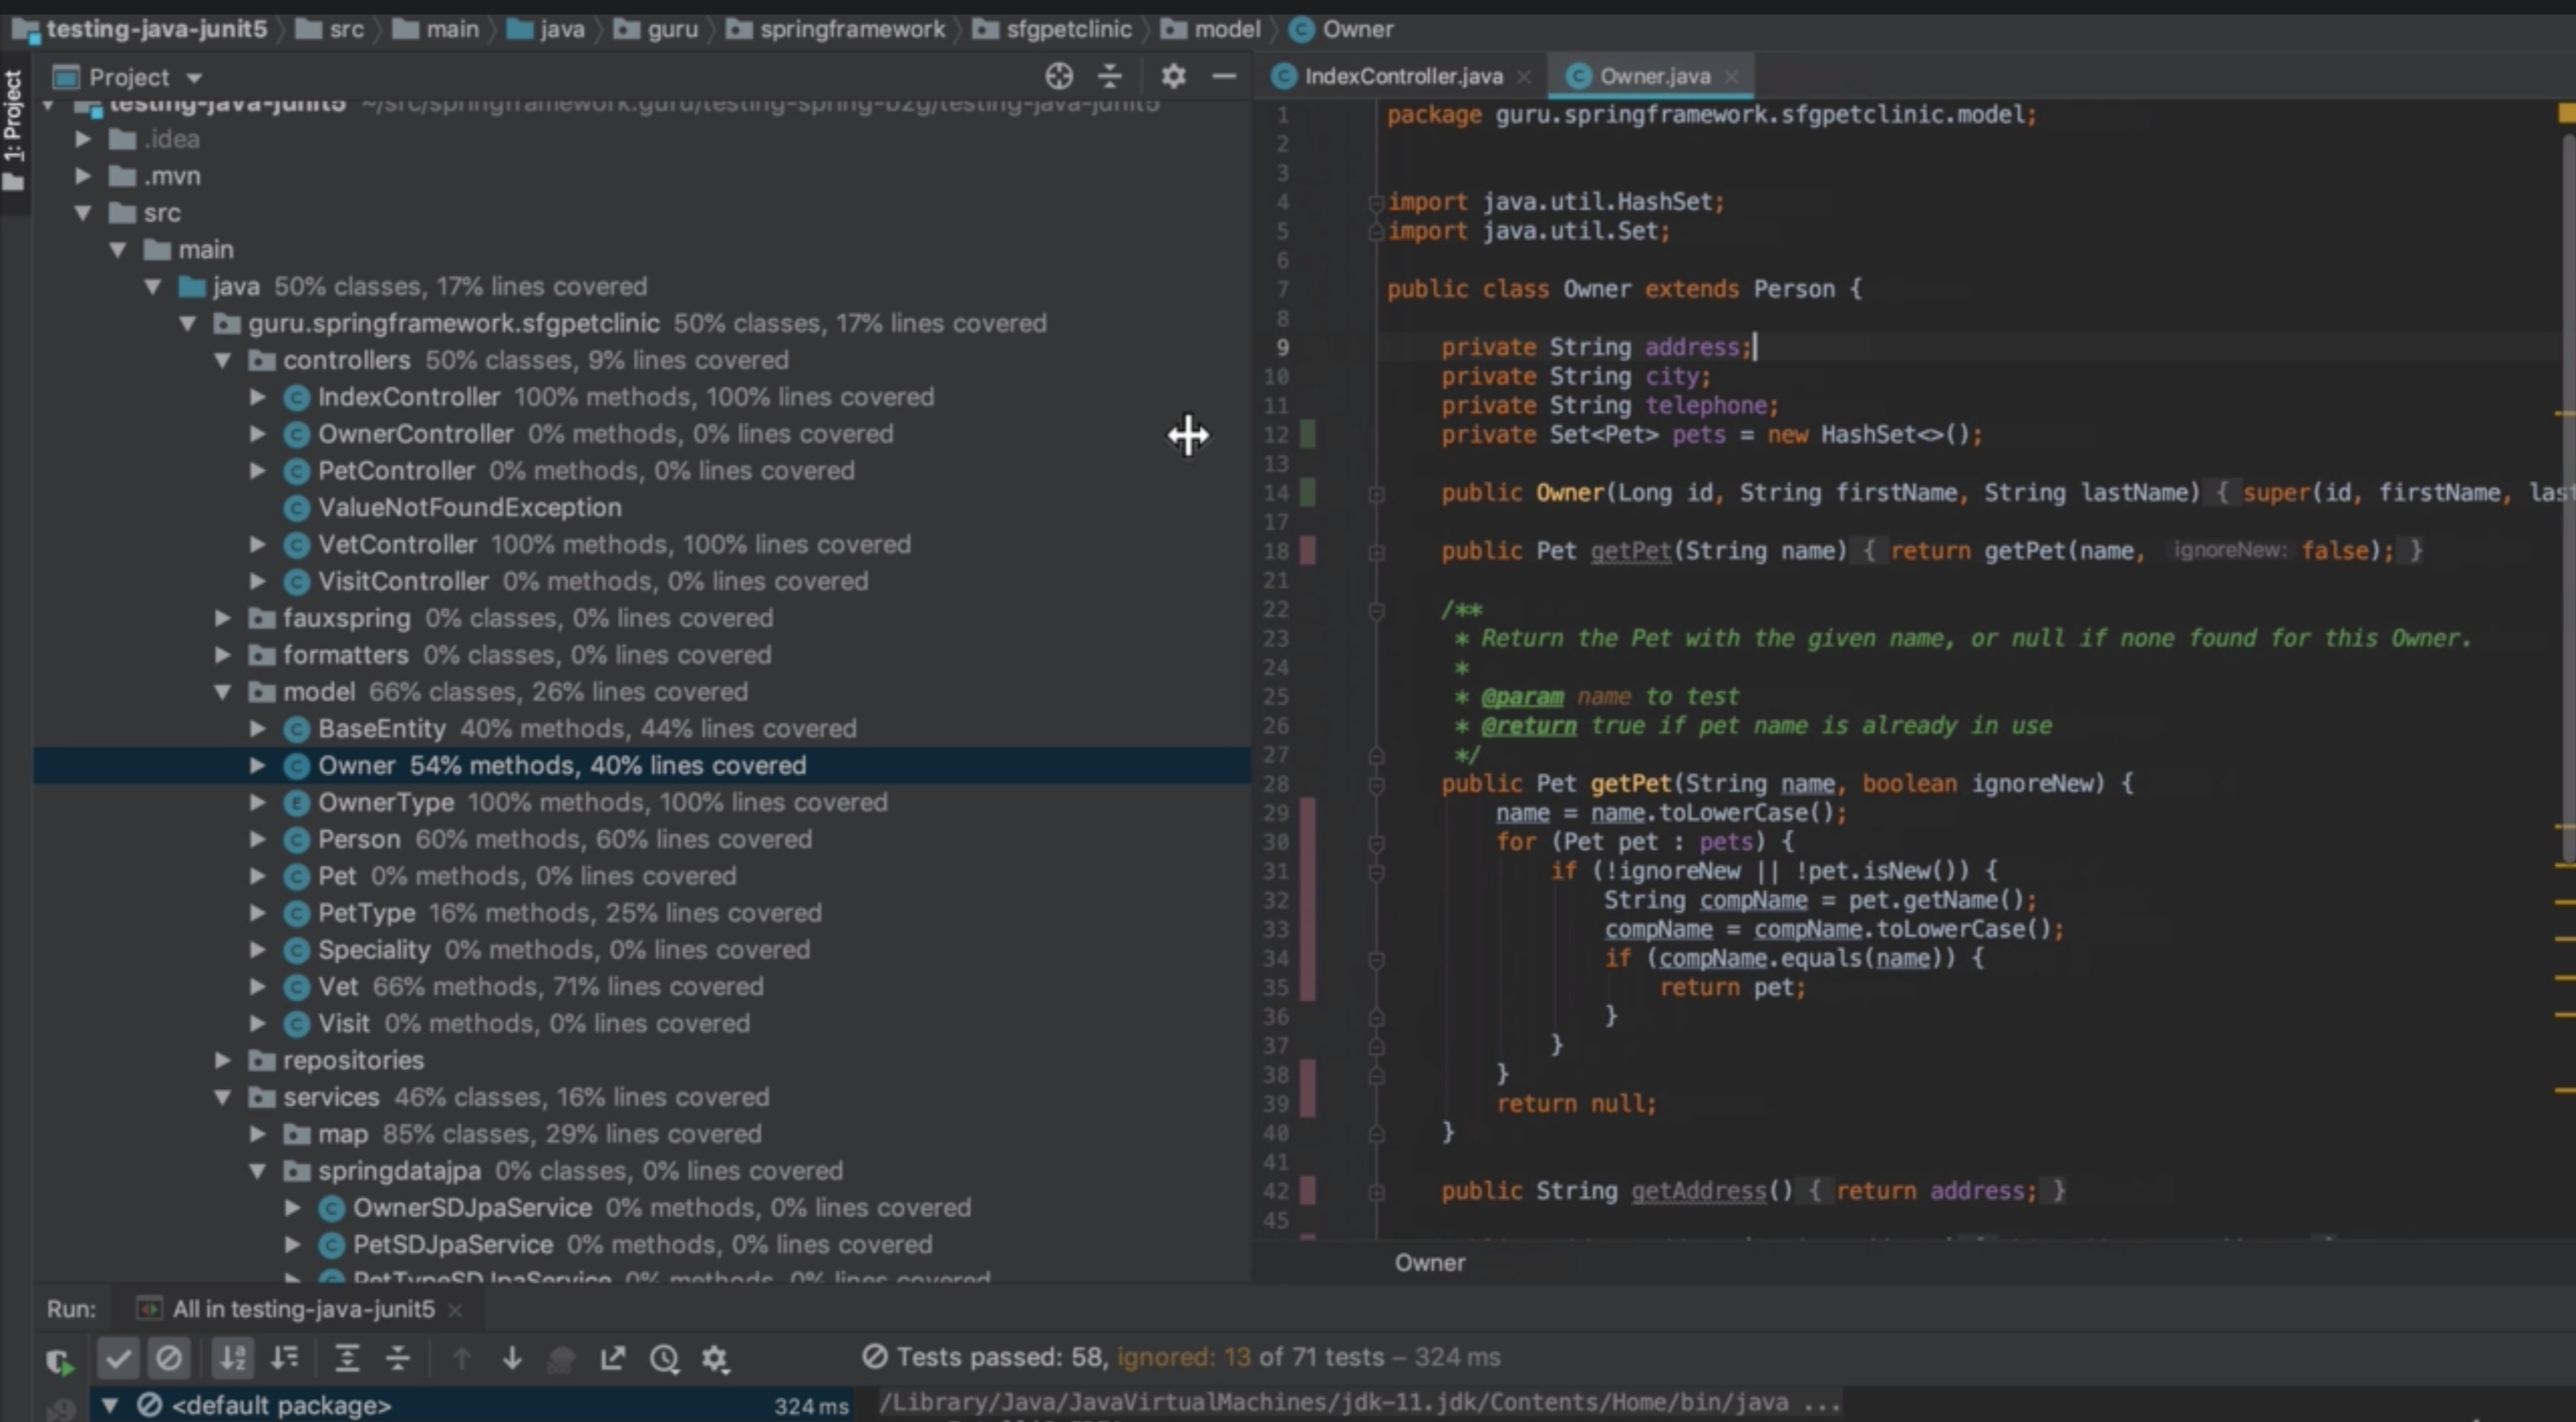 testing-java-junit5 src main java guru springframework sfgpetclinic model Owner
1: Project
Project
IndexController.java Owner.java
testing-java-junit5 ~/src/springframework.guru/testing-spring-b2g/testing-java-junit5
.idea
.mvn
src
main
java 50% classes, 17% lines covered
guru.springframework.sfgpetclinic 50% classes, 17% lines covered
controllers 50% classes, 9% lines covered
IndexController 100% methods, 100% lines covered
OwnerController 0% methods, 0% lines covered
PetController 0% methods, 0% lines covered
ValueNotFoundException
VetController 100% methods, 100% lines covered
VisitController 0% methods, 0% lines covered
fauxspring 0% classes, 0% lines covered
formatters 0% classes, 0% lines covered
model 66% classes, 26% lines covered
BaseEntity 40% methods, 44% lines covered
Owner 54% methods, 40% lines covered
OwnerType 100% methods, 100% lines covered
Person 60% methods, 60% lines covered
Pet 0% methods, 0% lines covered
PetType 16% methods, 25% lines covered
Speciality 0% methods, 0% lines covered
Vet 66% methods, 71% lines covered
Visit 0% methods, 0% lines covered
repositories
services 46% classes, 16% lines covered
map 85% classes, 29% lines covered
springdatajpa 0% classes, 0% lines covered
OwnerSDJpaService 0% methods, 0% lines covered
PetSDJpaService 0% methods, 0% lines covered
PetTypeSDJpaService 0% methods, 0% lines covered
1 package guru.springframework.sfgpetclinic.model;
2
3
4 import java.util.HashSet;
5 import java.util.Set;
6
7 public class Owner extends Person {
8
9 private String address;
10 private String city;
11 private String telephone;
12 private Set<Pet> pets = new HashSet<>();
13
14 public Owner(Long id, String firstName, String lastName) { super(id, firstName, las
17
18 public Pet getPet(String name) { return getPet(name, ignoreNew: false); }
21
22 /**
23 * Return the Pet with the given name, or null if none found for this Owner.
24 *
25 * @param name to test
26 * @return true if pet name is already in use
27 */
28 public Pet getPet(String name, boolean ignoreNew) {
29 name = name.toLowerCase();
30 for (Pet pet : pets) {
31 if (!ignoreNew || !pet.isNew()) {
32 String compName = pet.getName();
33 compName = compName.toLowerCase();
34 if (compName.equals(name)) {
35 return pet;
36 }
37 }
38 }
39 return null;
40 }
41
42 public String getAddress() { return address; }
45
Owner
Run: All in testing-java-junit5
Tests passed: 58, ignored: 13 of 71 tests – 324 ms
<default package> 324 ms
/Library/Java/JavaVirtualMachines/jdk-11.jdk/Contents/Home/bin/java ...